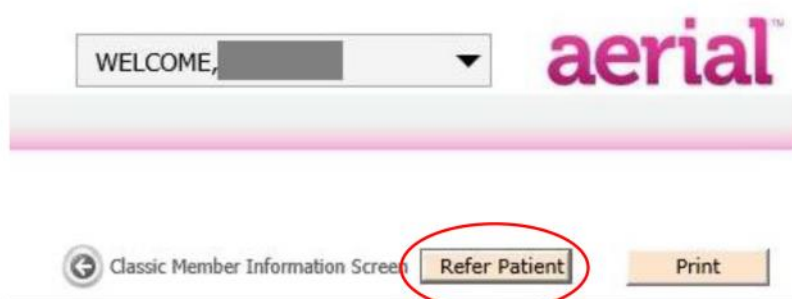 WELCOME,
aerial™
Classic Member Information Screen Refer Patient Print